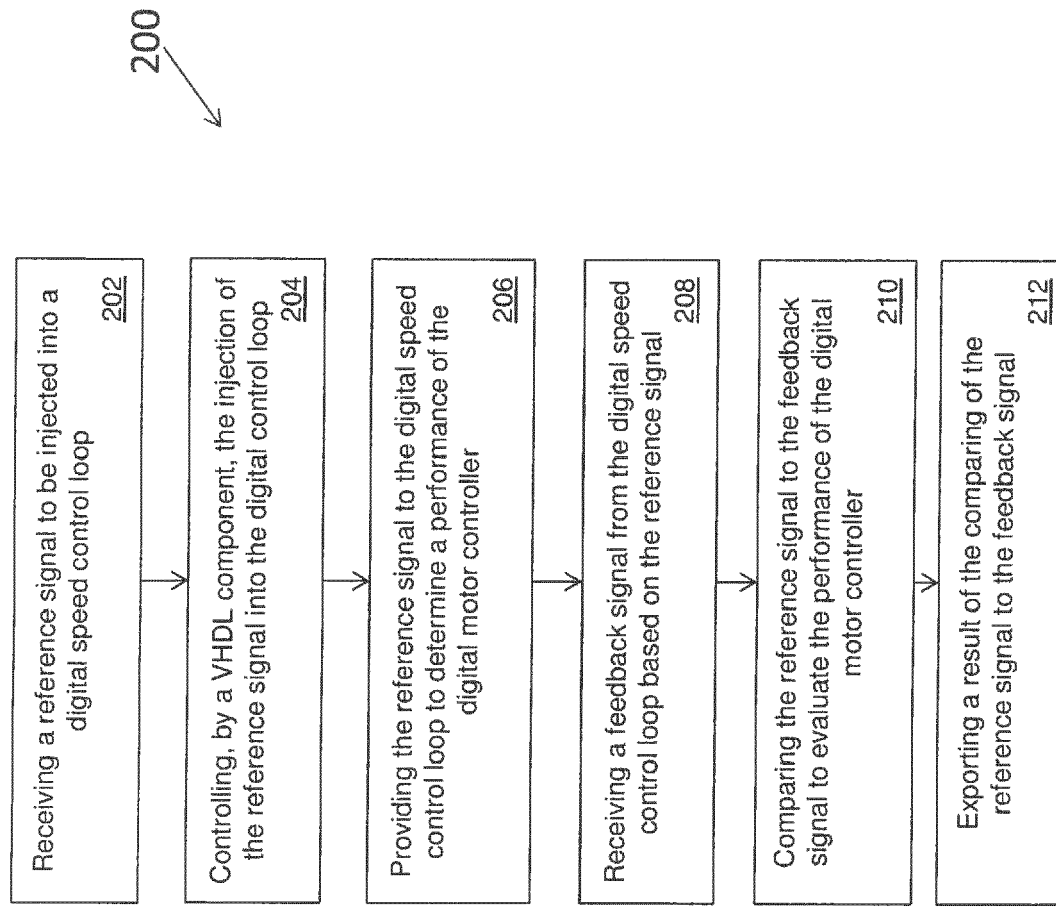 200
Receiving a reference signal to be injected into a
digital speed control loop
202
Controlling, by a VHDL component, the injection of
the reference signal into the digital control loop
204
Providing the reference signal to the digital speed
control loop to determine a performance of the
digital motor controller
206
Receiving a feedback signal from the digital speed
control loop based on the reference signal
208
Comparing the reference signal to the feedback
signal to evaluate the performance of the digital
motor controller
210
Exporting a result of the comparing of the
reference signal to the feedback signal
212